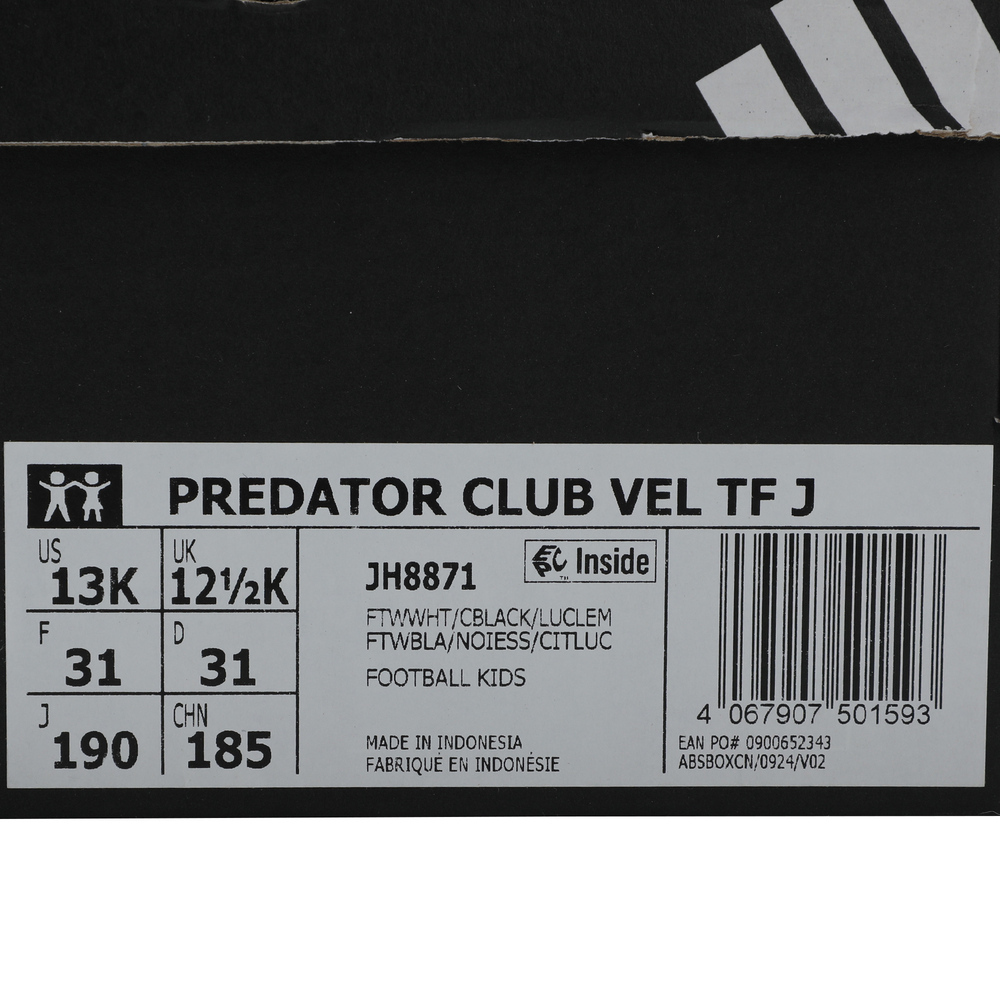 PREDATOR CLUB VEL TF J
US 13K
UK 12½K
F 31
D 31
J 190
CHN 185
JH8871
Inside
TM
FTWWHT/CBLACK/LUCLEM
FTWBLA/NOIESS/CITLUC
FOOTBALL KIDS
MADE IN INDONESIA
FABRIQUÉ EN INDONÉSIE
4 067907 501593
EAN PO# 0900652343
ABSBOXCN/0924/V02